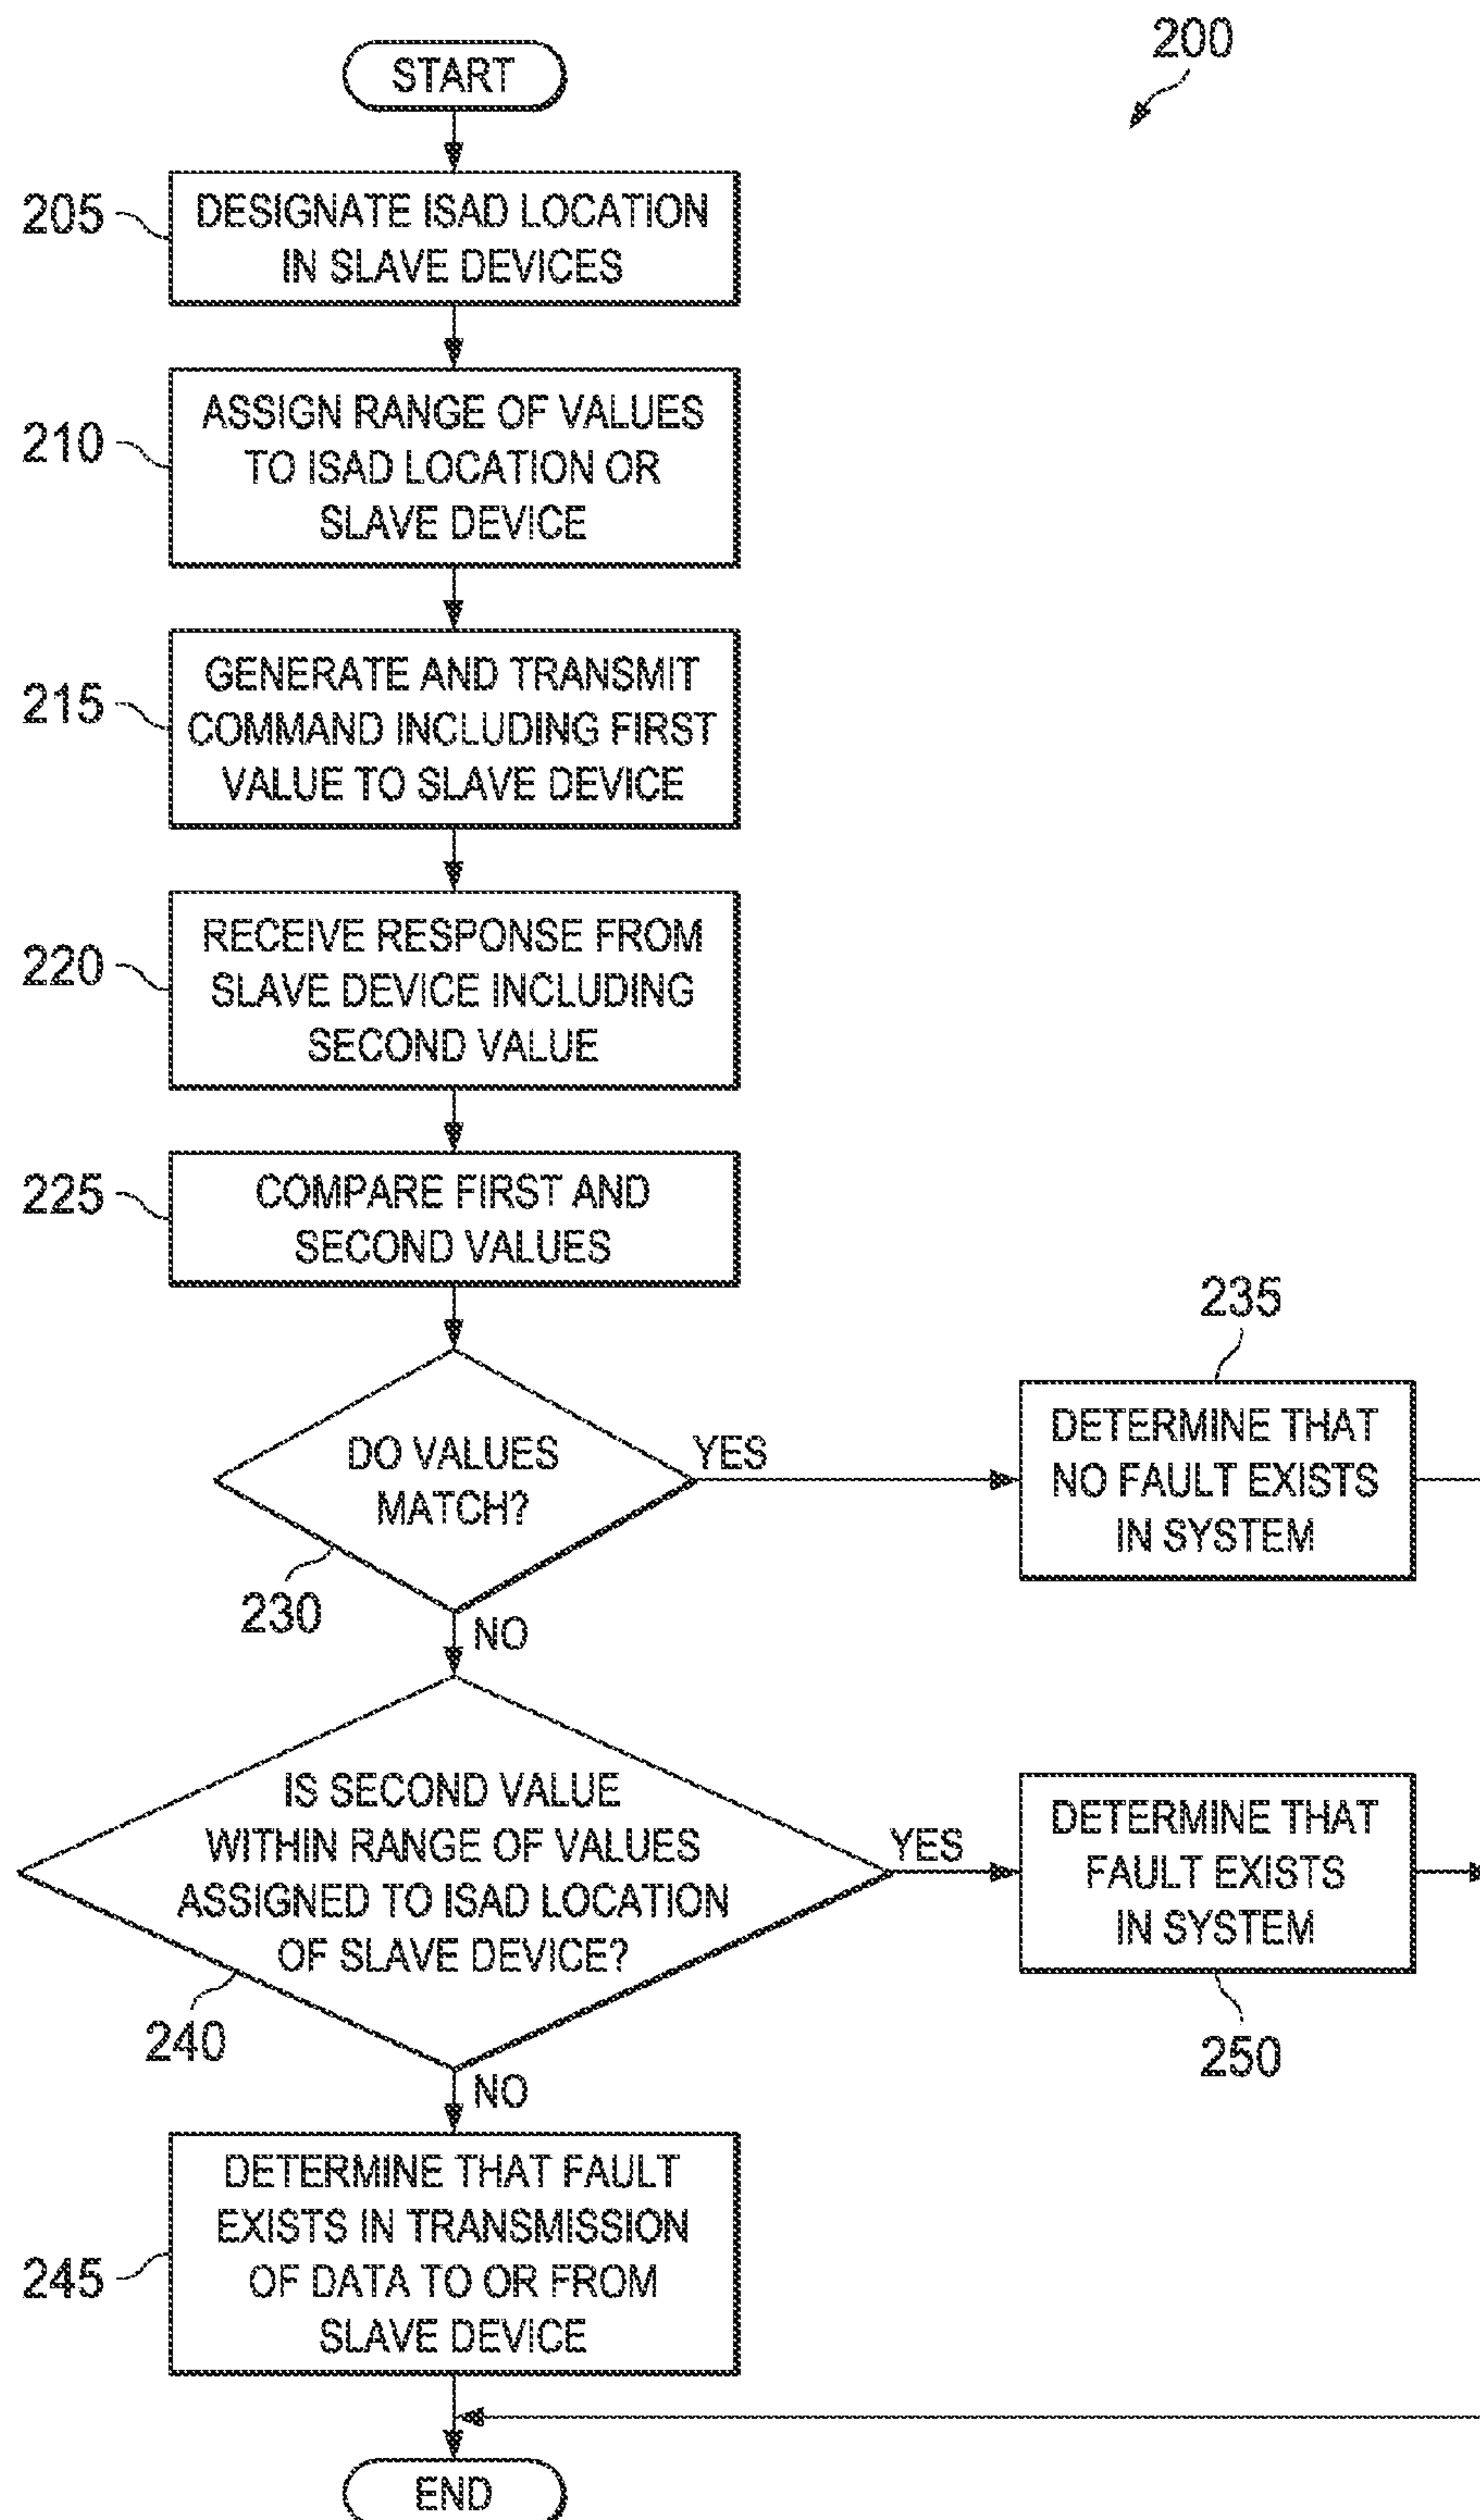 200
START
205
DESIGNATE ISAD LOCATION
IN SLAVE DEVICES
210
ASSIGN RANGE OF VALUES
TO ISAD LOCATION OR
SLAVE DEVICE
215
GENERATE AND TRANSMIT
COMMAND INCLUDING FIRST
VALUE TO SLAVE DEVICE
220
RECEIVE RESPONSE FROM
SLAVE DEVICE INCLUDING
SECOND VALUE
225
COMPARE FIRST AND
SECOND VALUES
DO VALUES
MATCH?
230
YES
235
DETERMINE THAT
NO FAULT EXISTS
IN SYSTEM
NO
IS SECOND VALUE
WITHIN RANGE OF VALUES
ASSIGNED TO ISAD LOCATION
OF SLAVE DEVICE?
240
YES
DETERMINE THAT
FAULT EXISTS
IN SYSTEM
250
NO
245
DETERMINE THAT FAULT
EXISTS IN TRANSMISSION
OF DATA TO OR FROM
SLAVE DEVICE
END